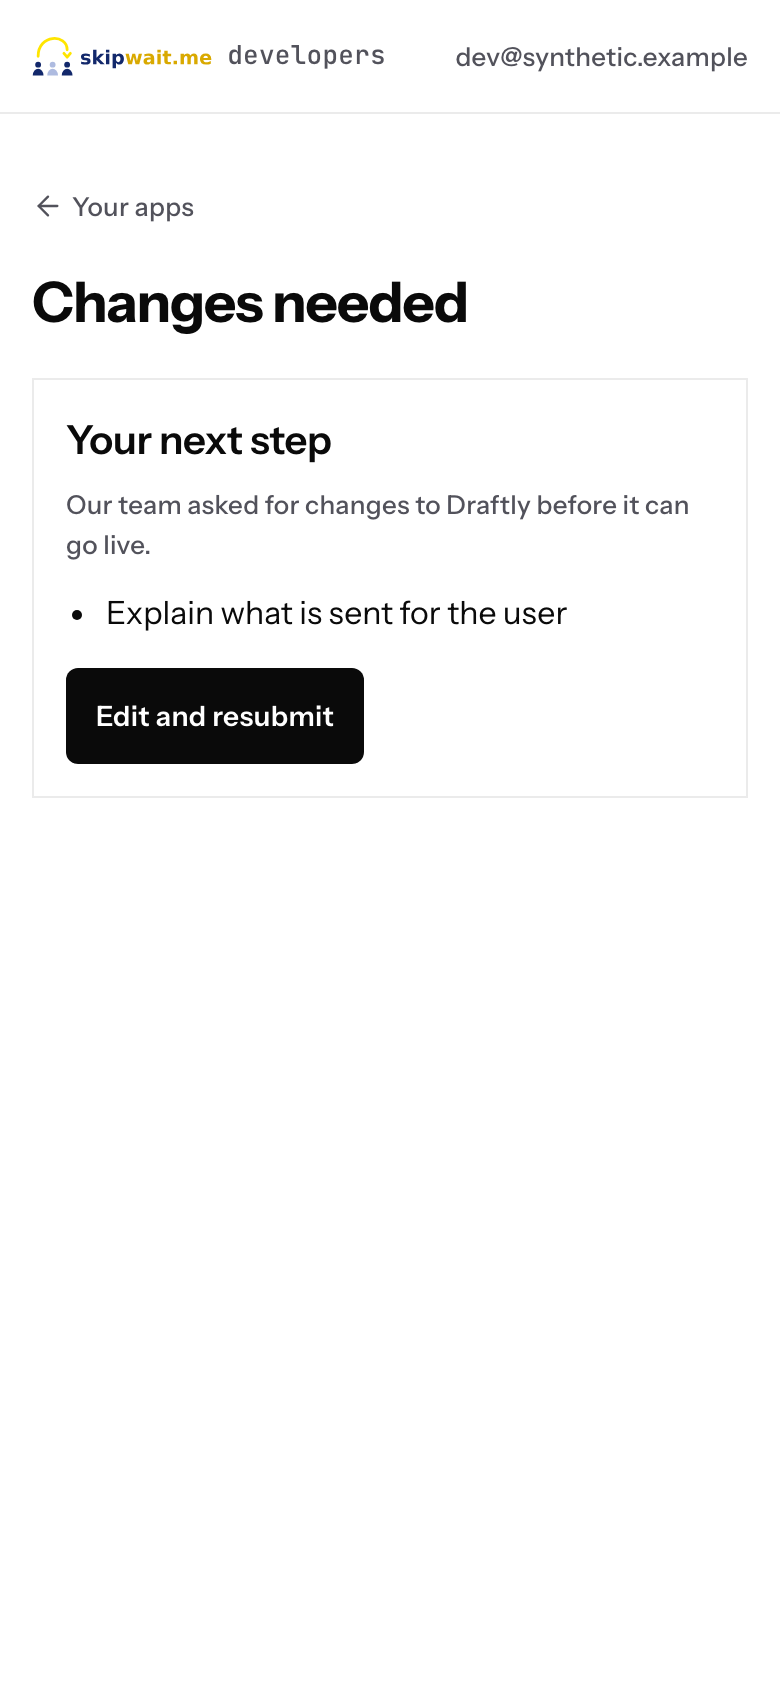 skipwait.me developers dev@synthetic.example
← Your apps
Changes needed
Your next step
Our team asked for changes to Draftly before it can
go live.
• Explain what is sent for the user
Edit and resubmit